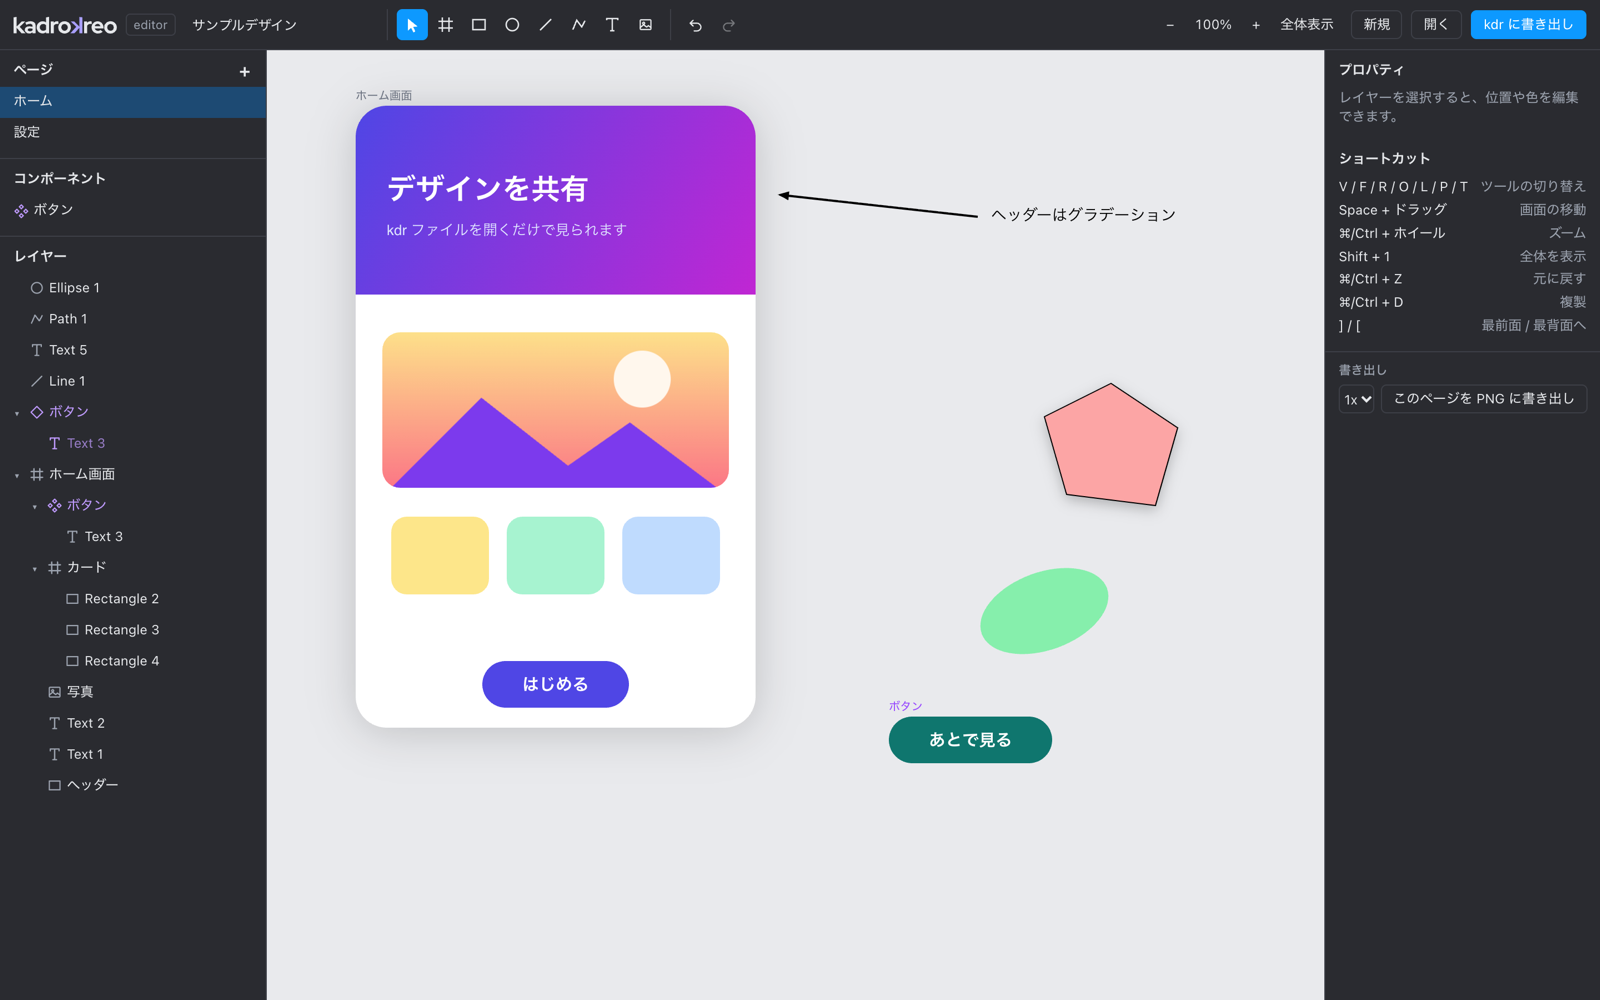 kadrokreo editor サンプルデザイン
− 100% + 全体表示 新規 開く kdr に書き出し
ページ
+
ホーム
設定
コンポーネント
ボタン
レイヤー
Ellipse 1
Path 1
Text 5
Line 1
ボタン
Text 3
ホーム画面
ボタン
Text 3
カード
Rectangle 2
Rectangle 3
Rectangle 4
写真
Text 2
Text 1
ヘッダー
ホーム画面
デザインを共有
kdr ファイルを開くだけで見られます
ヘッダーはグラデーション
はじめる
ボタン
あとで見る
プロパティ
レイヤーを選択すると、位置や色を編集
できます。
ショートカット
V / F / R / O / L / P / T ツールの切り替え
Space + ドラッグ 画面の移動
⌘/Ctrl + ホイール ズーム
Shift + 1 全体を表示
⌘/Ctrl + Z 元に戻す
⌘/Ctrl + D 複製
] / [ 最前面 / 最背面へ
書き出し
1x このページを PNG に書き出し